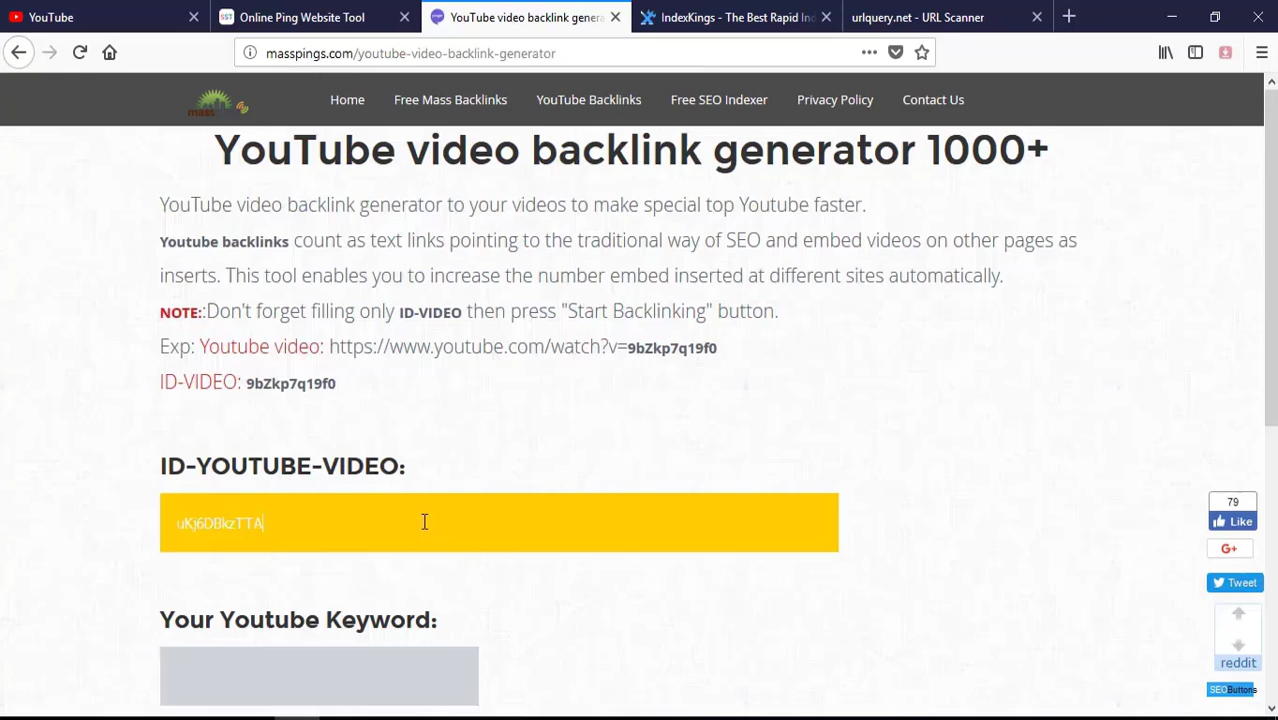 YouTube
SST
Online Ping Website Tool
YouTube video backlink genera
IndexKings - The Best Rapid Ind
urlquery.net - URL Scanner
masspings.com/youtube-video-backlink-generator
mass
Home
Free Mass Backlinks
YouTube Backlinks
Free SEO Indexer
Privacy Policy
Contact Us
YouTube video backlink generator 1000+
YouTube video backlink generator to your videos to make special top Youtube faster.
Youtube backlinks count as text links pointing to the traditional way of SEO and embed videos on other pages as
inserts. This tool enables you to increase the number embed inserted at different sites automatically.
NOTE::Don't forget filling only ID-VIDEO then press "Start Backlinking" button.
Exp: Youtube video: https://www.youtube.com/watch?v=9bZkp7q19f0
ID-VIDEO: 9bZkp7q19f0
ID-YOUTUBE-VIDEO:
uKj6DBkzTTA
Your Youtube Keyword:
79
Like
G+
Tweet
reddit
SEOButtons